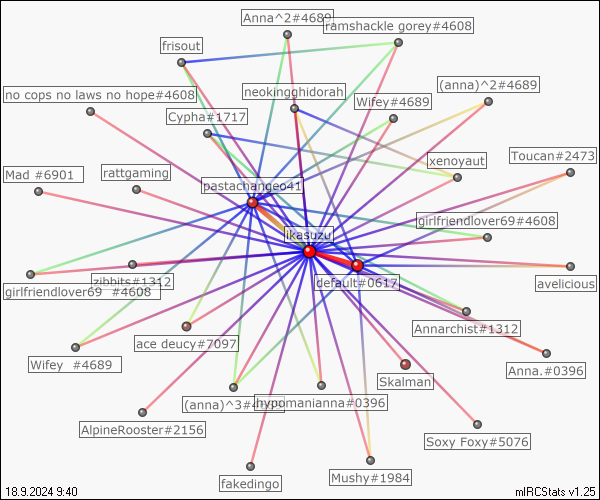 Anna^2#4689
ramshackle gorey#4608
frisout
(anna)^2#4689
no cops no laws no hope#4608
neokingghidorah
Wifey#4689
Cypha#1717
xenoyaut
Toucan#2473
Mad #6901
rattgaming
pastachangeo41
girlfriendlover69#4608
ikasuzu
zibbits#1312
default#0617
avelicious
girlfriendlover69 #4608
Annarchist#1312
ace deucy#7097
Wifey #4689
Anna.#0396
Skalman
(anna)^3#
hypomanianna#0396
AlpineRooster#2156
Soxy Foxy#5076
fakedingo
Mushy#1984
18.9.2024 9:40
mIRCStats v1.25